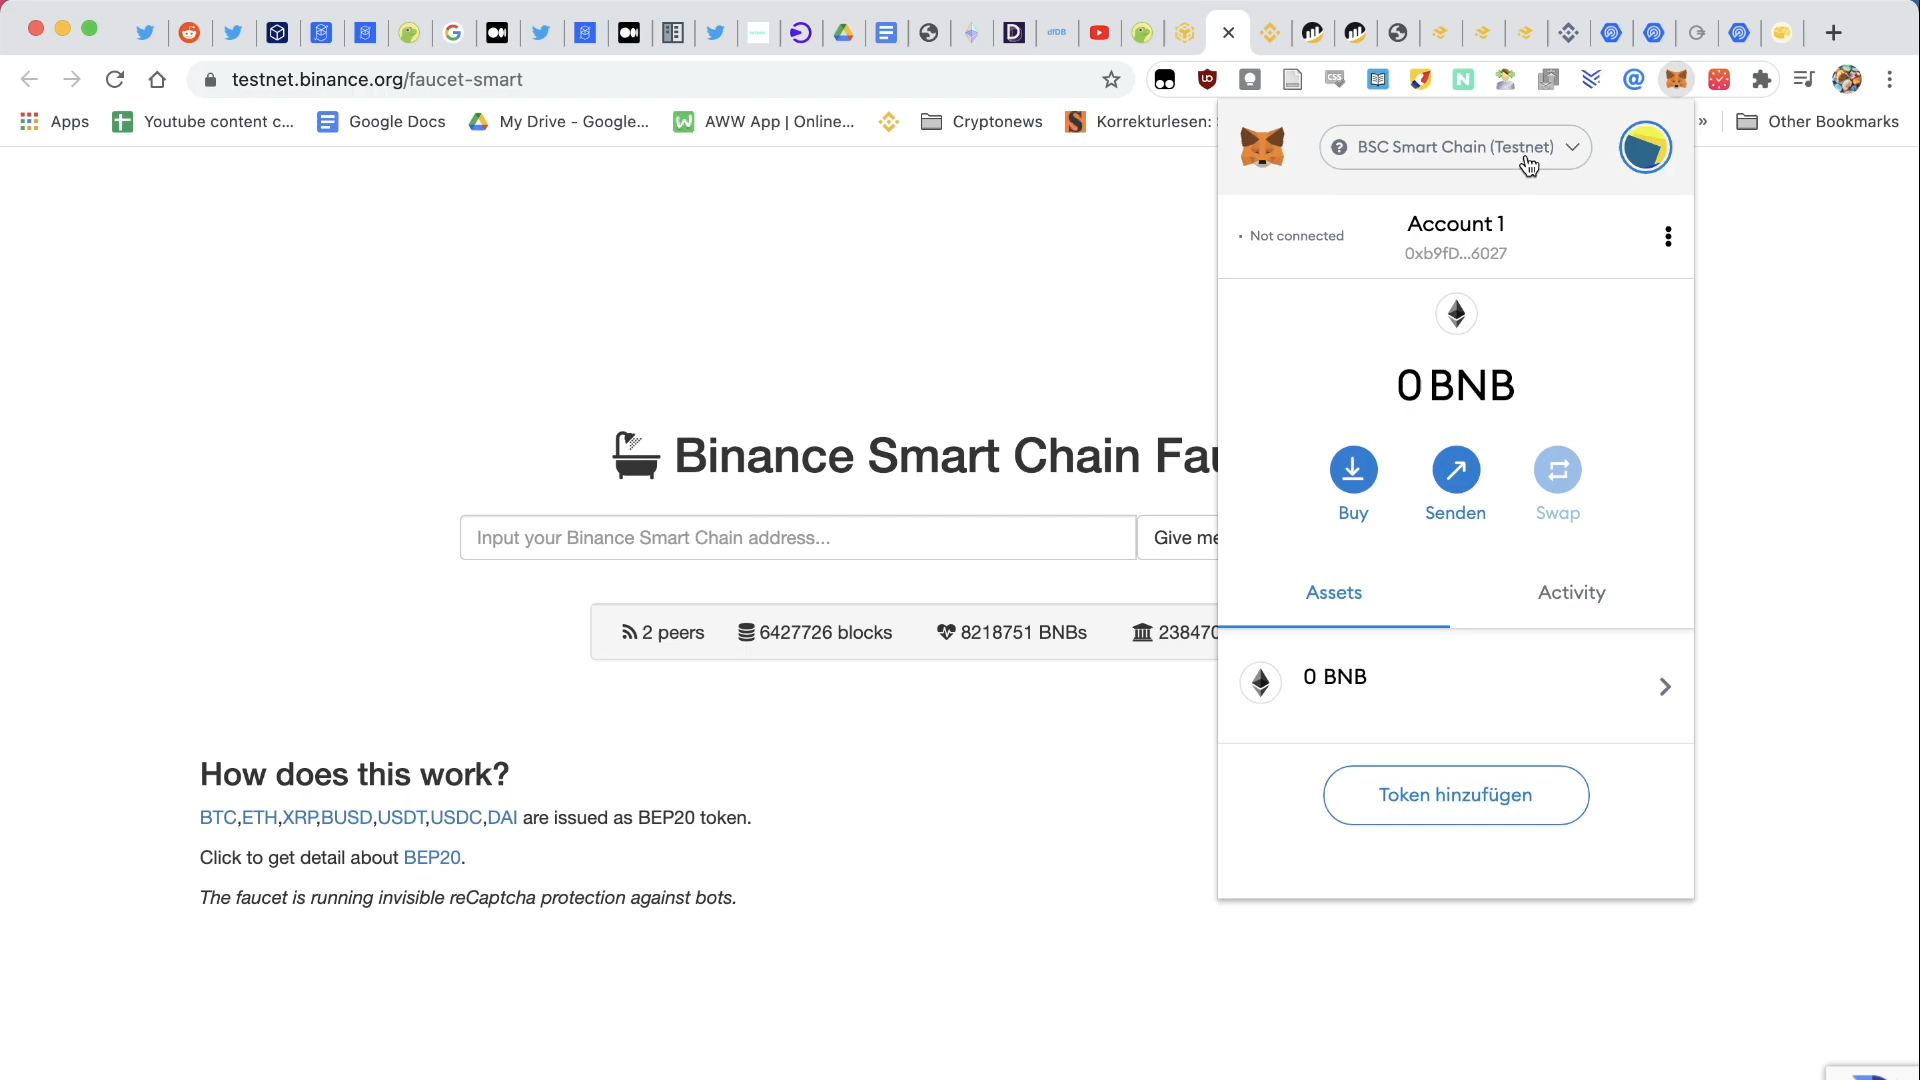 testnet.binance.org/faucet-smart
Apps
Youtube content c...
Google Docs
My Drive - Google...
AWW App | Online...
Cryptonews
Korrekturlesen:
»
Other Bookmarks
BSC Smart Chain (Testnet)
Not connected
Account 1
0xb9fD...6027
0 BNB
Buy
Senden
Swap
Assets
Activity
0 BNB
Token hinzufügen
Binance Smart Chain Fau
Input your Binance Smart Chain address...
Give me
2 peers
6427726 blocks
8218751 BNBs
238470
How does this work?
BTC,ETH,XRP,BUSD,USDT,USDC,DAI are issued as BEP20 token.
Click to get detail about BEP20.
The faucet is running invisible reCaptcha protection against bots.